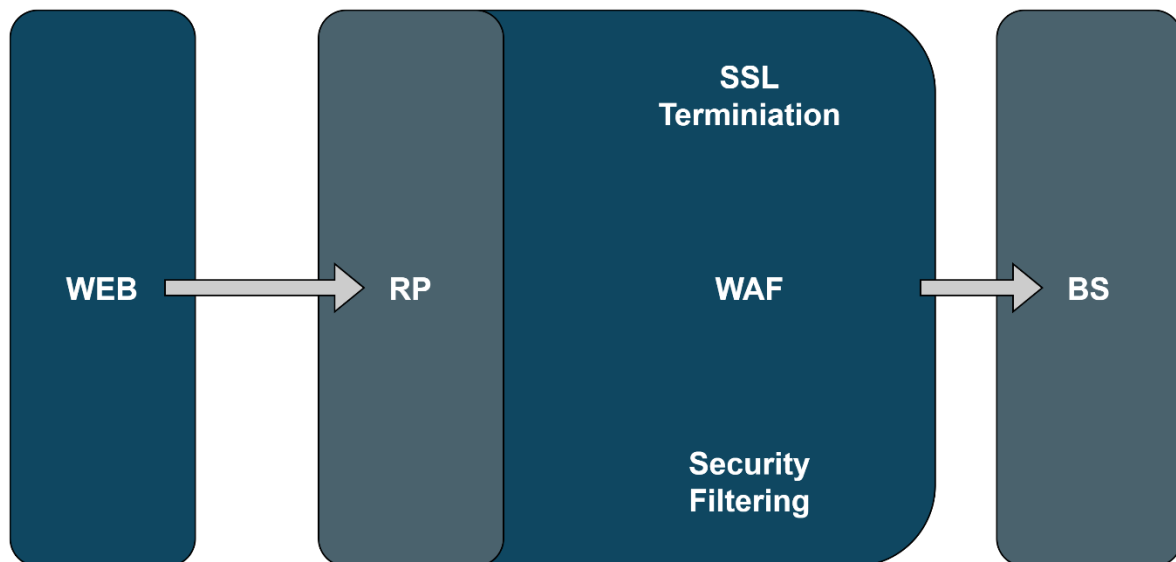 SSL
Terminiation
WEB
RP
WAF
BS
Security
Filtering